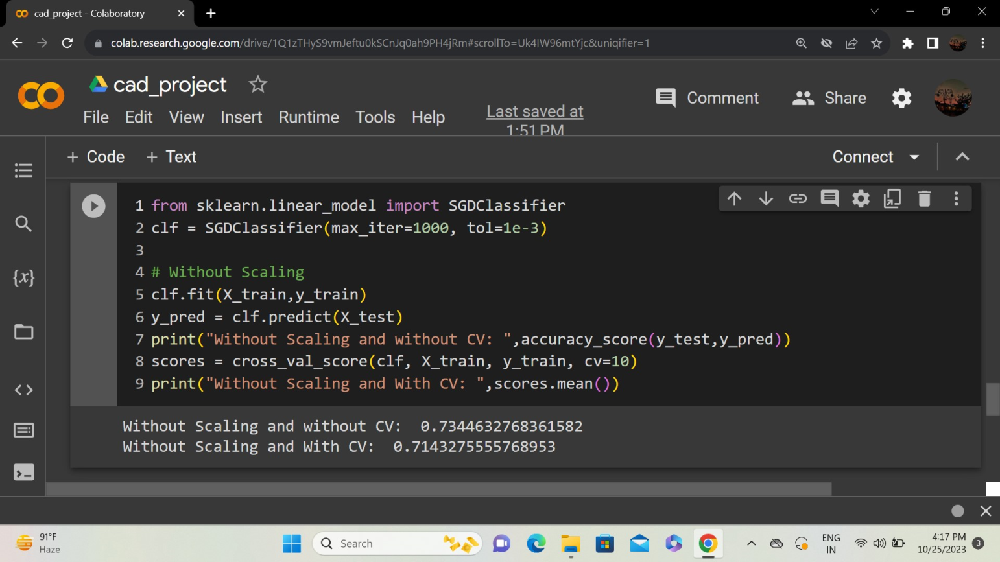 cad_project - Colaboratory
colab.research.google.com/drive/1Q1zTHyS9vmJeftu0kSCnJq0ah9PH4jRm#scrollTo=Uk4IW96mtYjc&uniqifier=1
cad_project
Comment
Share
File Edit View Insert Runtime Tools Help
Last saved at
1:51 PM
+ Code + Text
Connect
1 from sklearn.linear_model import SGDClassifier
2 clf = SGDClassifier(max_iter=1000, tol=1e-3)
3
4 # Without Scaling
5 clf.fit(X_train,y_train)
6 y_pred = clf.predict(X_test)
7 print("Without Scaling and without CV: ",accuracy_score(y_test,y_pred))
8 scores = cross_val_score(clf, X_train, y_train, cv=10)
9 print("Without Scaling and With CV: ",scores.mean())
Without Scaling and without CV:  0.7344632768361582
Without Scaling and With CV:  0.7143275555768953
{x}
91°F
Haze
Search
ENG
IN
4:17 PM
10/25/2023
3